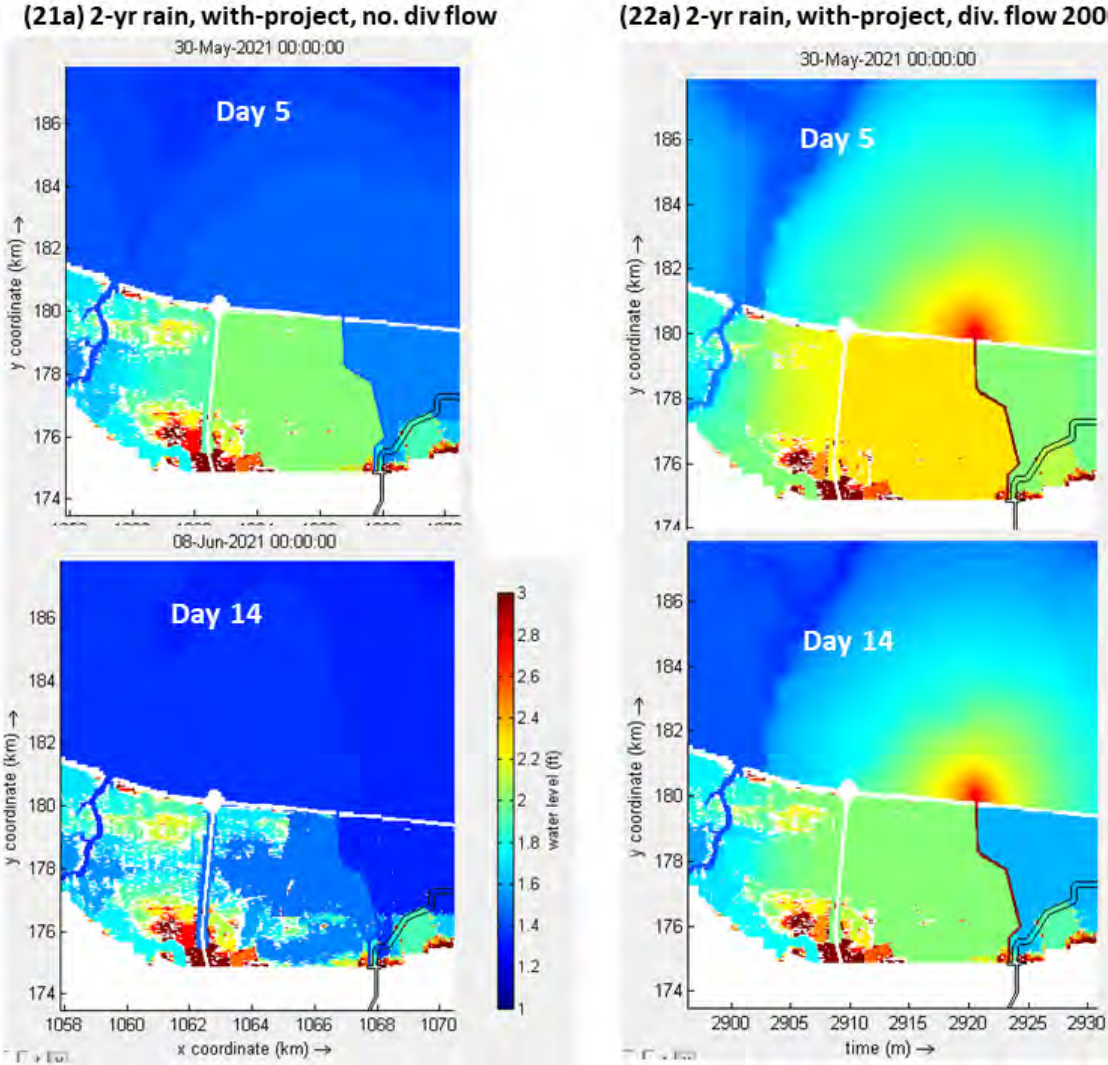 (21a) 2-yr rain, with-project, no. div flow
30-May-2021 00:00:00
Day 5
186
184
182
180
178
176
174
y coordinate (km) →
08-Jun-2021 00:00:00
Day 14
186
184
182
180
178
176
174
y coordinate (km) →
1058 1060 1062 1064 1066 1068 1070
x coordinate (km) →
3
2.8
2.6
2.4
2.2
2
1.8
1.6
1.4
1.2
1
water level (ft)
(22a) 2-yr rain, with-project, div. flow 200
30-May-2021 00:00:00
Day 5
186
184
182
180
178
176
174
y coordinate (km) →
Day 14
186
184
182
180
178
176
174
y coordinate (km) →
2900 2905 2910 2915 2920 2925 2930
time (m) →